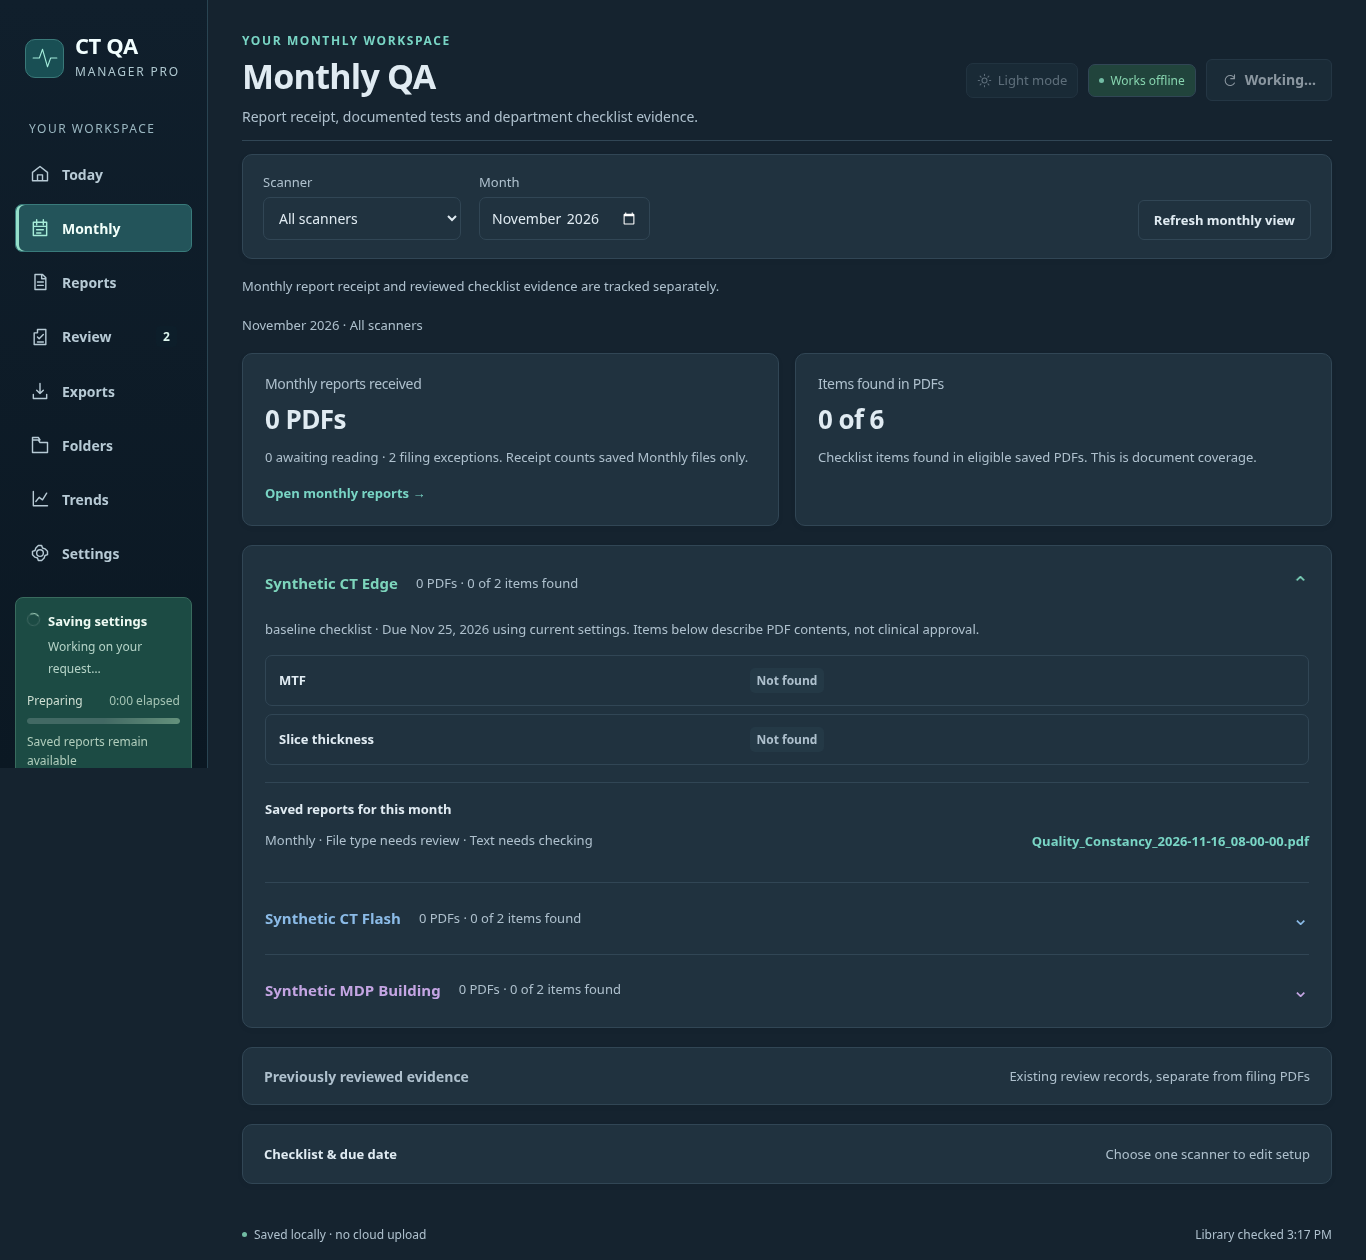 CT QA
MANAGER PRO
YOUR WORKSPACE
Today
Monthly
Reports
Review 2
Exports
Folders
Trends
Settings
Saving settings
Working on your
request...
Preparing 0:00 elapsed
Saved reports remain
available
YOUR MONTHLY WORKSPACE
Monthly QA
Report receipt, documented tests and department checklist evidence.
Light mode
Works offline
Working...
Scanner
All scanners
Month
November 2026
Refresh monthly view
Monthly report receipt and reviewed checklist evidence are tracked separately.
November 2026 · All scanners
Monthly reports received
0 PDFs
0 awaiting reading · 2 filing exceptions. Receipt counts saved Monthly files only.
Open monthly reports →
Items found in PDFs
0 of 6
Checklist items found in eligible saved PDFs. This is document coverage.
Synthetic CT Edge 0 PDFs · 0 of 2 items found
baseline checklist · Due Nov 25, 2026 using current settings. Items below describe PDF contents, not clinical approval.
MTF Not found
Slice thickness Not found
Saved reports for this month
Monthly · File type needs review · Text needs checking Quality_Constancy_2026-11-16_08-00-00.pdf
Synthetic CT Flash 0 PDFs · 0 of 2 items found
Synthetic MDP Building 0 PDFs · 0 of 2 items found
Previously reviewed evidence Existing review records, separate from filing PDFs
Checklist & due date Choose one scanner to edit setup
Saved locally · no cloud upload Library checked 3:17 PM